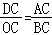 DC/OC = AC/BC